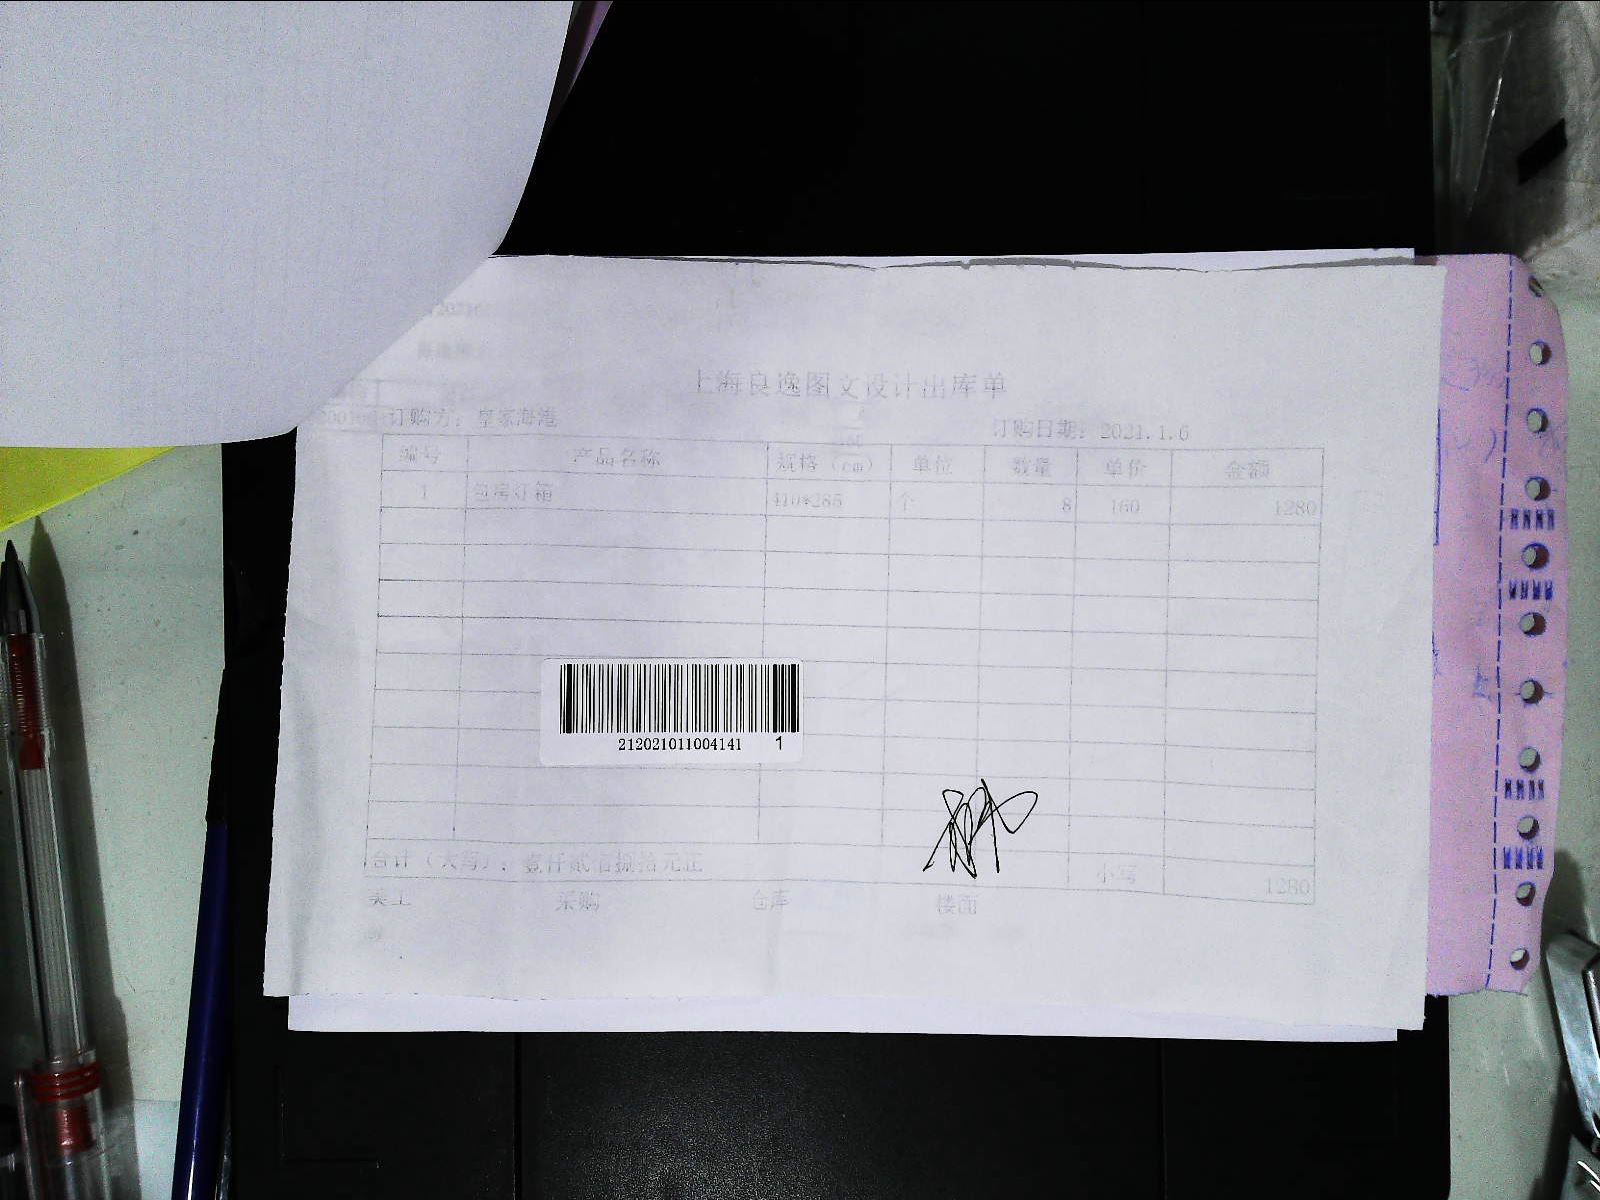 上海良逸图文设计出库单
订购方：皇家海港 订购日期：2021.1.6
编号 产品名称 规格（cm） 单位 数量 单价 金额
1 包房灯箱 410*285 个 8 160 1280
212021011004141 1
合计（大写）：壹仟贰佰捌拾元正 小写 1280
美工 采购 仓库 楼面